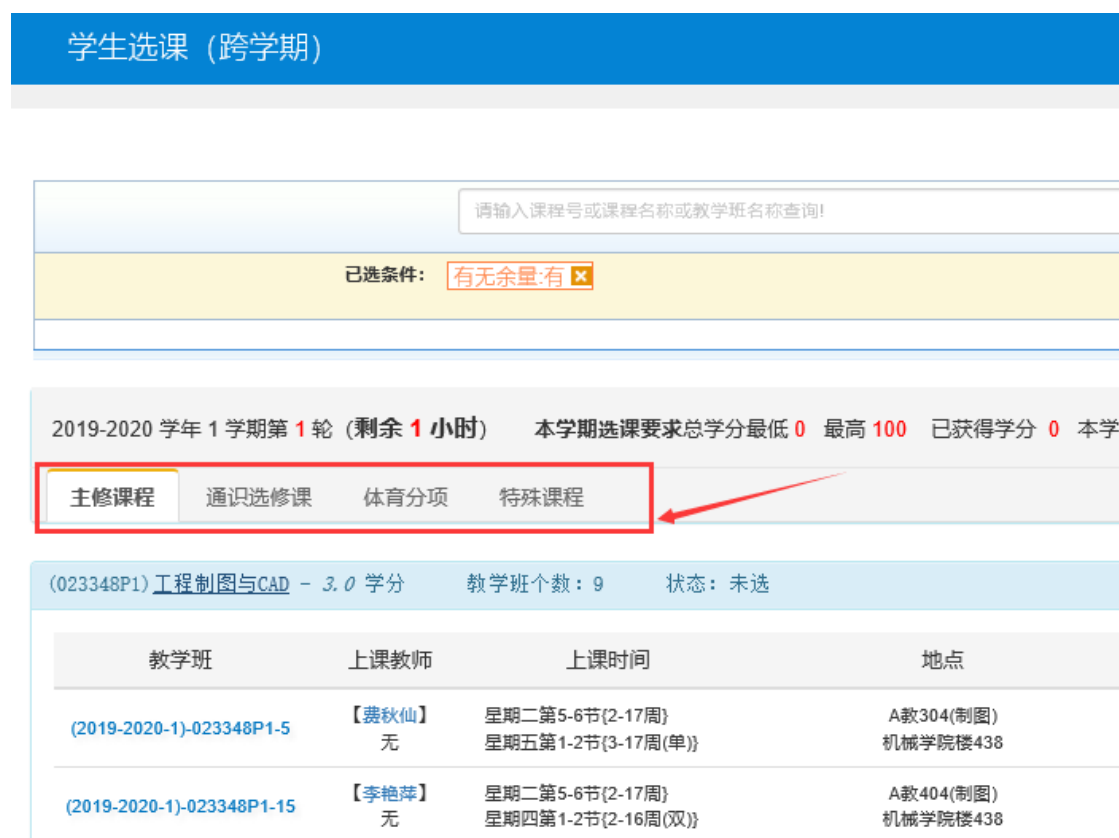 学生选课（跨学期）
请输入课程号或课程名称或教学班名称查询!
已选条件： 有无余量:有
2019-2020 学年 1 学期第 1 轮（剩余 1 小时） 本学期选课要求总学分最低 0 最高 100 已获得学分 0 本学
主修课程 通识选修课 体育分项 特殊课程
(023348P1)工程制图与CAD - 3.0 学分 教学班个数：9 状态：未选
教学班 上课教师 上课时间 地点
(2019-2020-1)-023348P1-5 【费秋仙】 星期二第5-6节{2-17周} A教304(制图)
无 星期五第1-2节{3-17周(单)} 机械学院楼438
(2019-2020-1)-023348P1-15 【李艳萍】 星期二第5-6节{2-17周} A教404(制图)
无 星期四第1-2节{2-16周(双)} 机械学院楼438